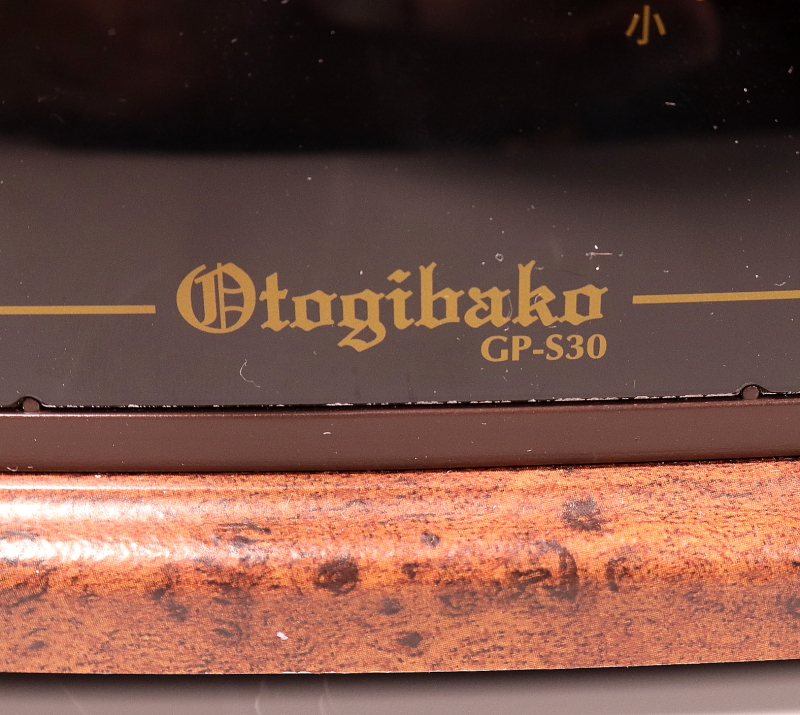 小
Otogibako
GP-S30